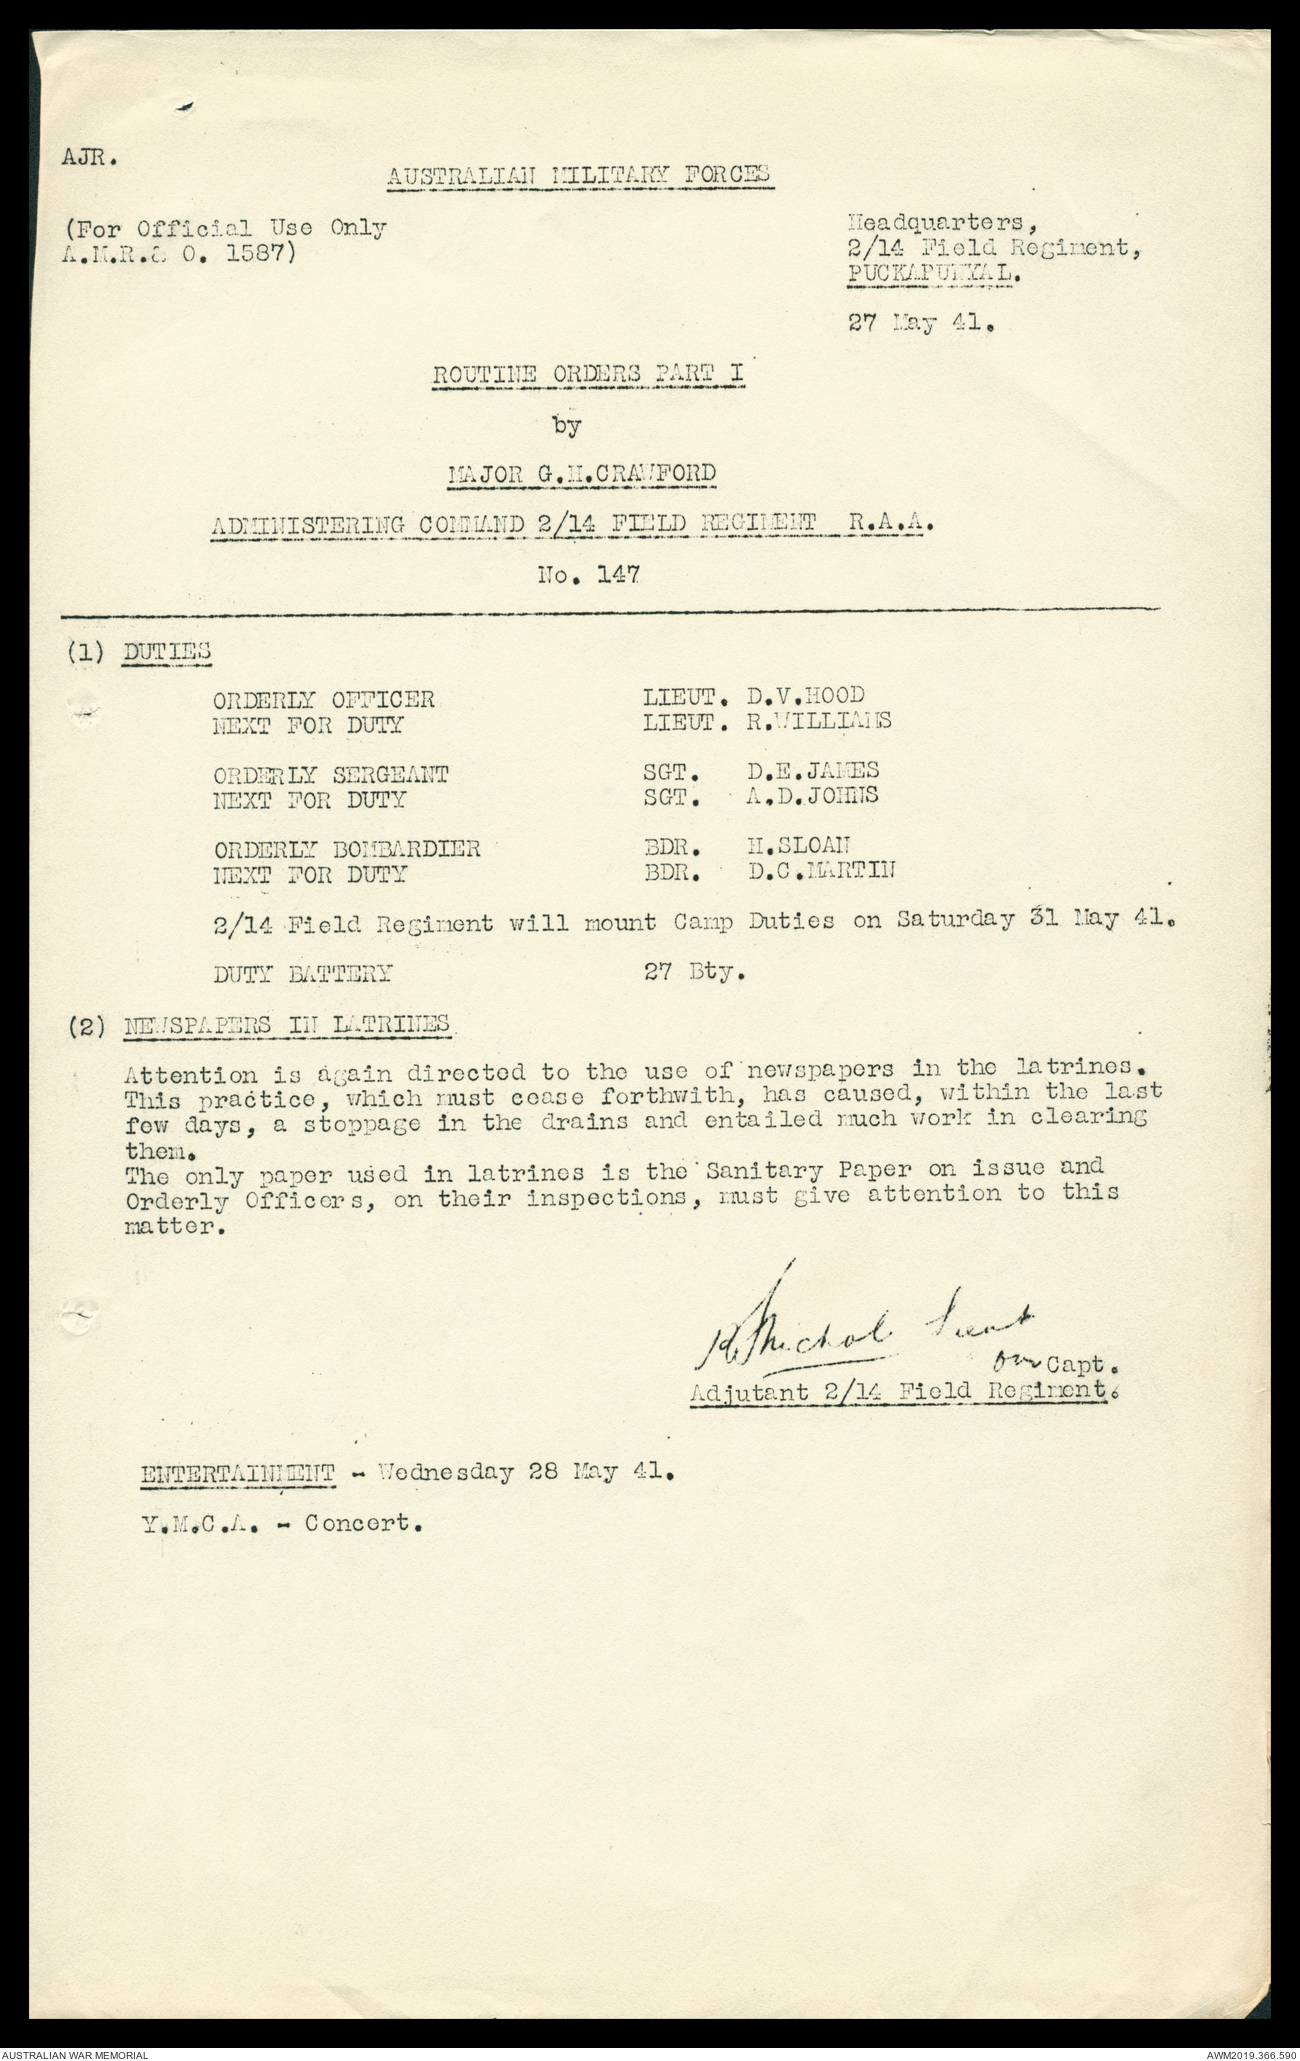 AJR.
AUSTRALIAN MILITARY FORCES
(For Official Use Only
A.M.R.& O. 1587)
Headquarters,
2/14 Field Regiment,
PUCKAPUNYAL.
27 May 41.
ROUTINE ORDERS PART I
by
MAJOR G.H.CRAWFORD
ADMINISTERING COMMAND 2/14 FIELD REGIMENT R.A.A.
No. 147
(1) DUTIES
ORDERLY OFFICER LIEUT. D.V.HOOD
NEXT FOR DUTY LIEUT. R.WILLIAMS
ORDERLY SERGEANT SGT. D.E.JAMES
NEXT FOR DUTY SGT. A.D.JOHNS
ORDERLY BOMBARDIER BDR. H.SLOAN
NEXT FOR DUTY BDR. D.C.MARTIN
2/14 Field Regiment will mount Camp Duties on Saturday 31 May 41.
DUTY BATTERY 27 Bty.
(2) NEWSPAPERS IN LATRINES
Attention is again directed to the use of newspapers in the latrines.
This practice, which must cease forthwith, has caused, within the last
few days, a stoppage in the drains and entailed much work in clearing
them.
The only paper used in latrines is the Sanitary Paper on issue and
Orderly Officers, on their inspections, must give attention to this
matter.
Nichol Lieut
Capt.
Adjutant 2/14 Field Regiment.
ENTERTAINMENT - Wednesday 28 May 41.
Y.M.C.A. - Concert.
AUSTRALIAN WAR MEMORIAL
AWM2019.366.590